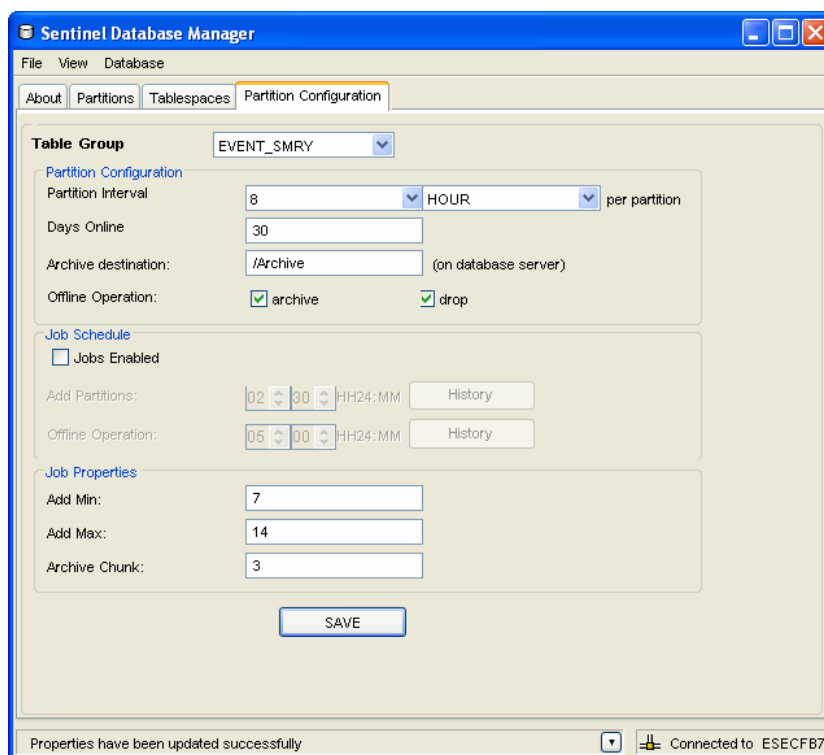 Sentinel Database Manager
File View Database
About Partitions Tablespaces Partition Configuration
Table Group EVENT_SMRY
Partition Configuration
Partition Interval 8 HOUR per partition
Days Online 30
Archive destination: /Archive (on database server)
Offline Operation: archive drop
Job Schedule
Jobs Enabled
Add Partitions: 02 30 HH24:MM History
Offline Operation: 05 00 HH24:MM History
Job Properties
Add Min: 7
Add Max: 14
Archive Chunk: 3
SAVE
Properties have been updated successfully Connected to ESECFB7